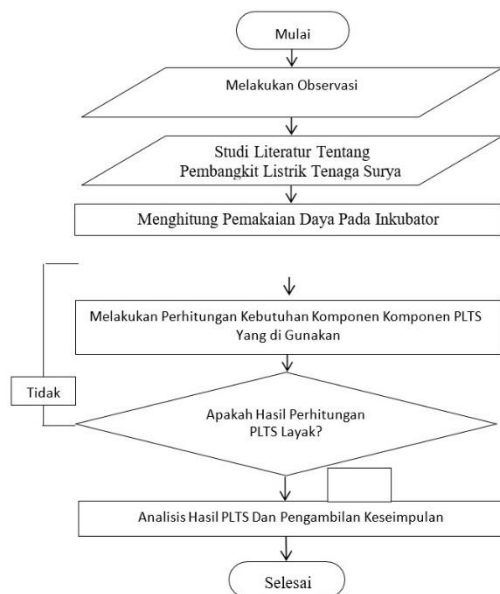 Mulai
Melakukan Observasi
Studi Literatur Tentang
Pembangkit Listrik Tenaga Surya
Menghitung Pemakaian Daya Pada Inkubator
Melakukan Perhitungan Kebutuhan Komponen Komponen PLTS
Yang di Gunakan
Tidak
Apakah Hasil Perhitungan
PLTS Layak?
Analisis Hasil PLTS Dan Pengambilan Keseimpulan
Selesai